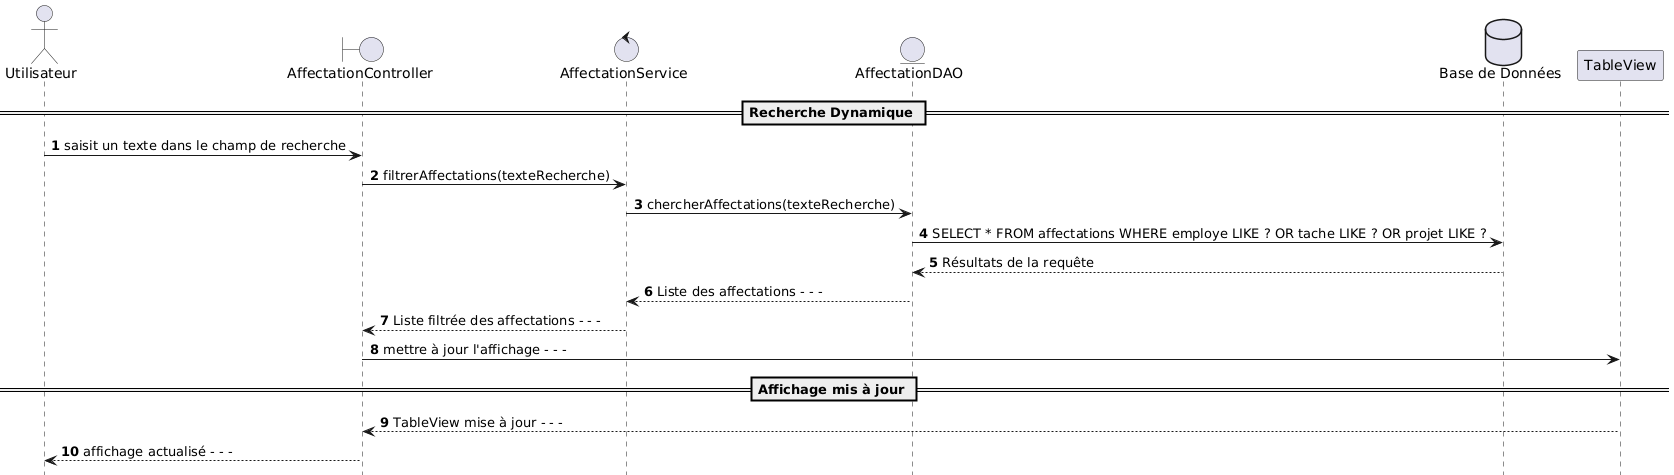 Utilisateur
AffectationController
AffectationService
AffectationDAO
Base de Données
TableView
Recherche Dynamique
1 saisit un texte dans le champ de recherche
2 filtrerAffectations(texteRecherche)
3 chercherAffectations(texteRecherche)
4 SELECT * FROM affectations WHERE employe LIKE ? OR tache LIKE ? OR projet LIKE ?
5 Résultats de la requête
6 Liste des affectations - - -
7 Liste filtrée des affectations - - -
8 mettre à jour l'affichage - - -
Affichage mis à jour
9 TableView mise à jour - - -
10 affichage actualisé - - -